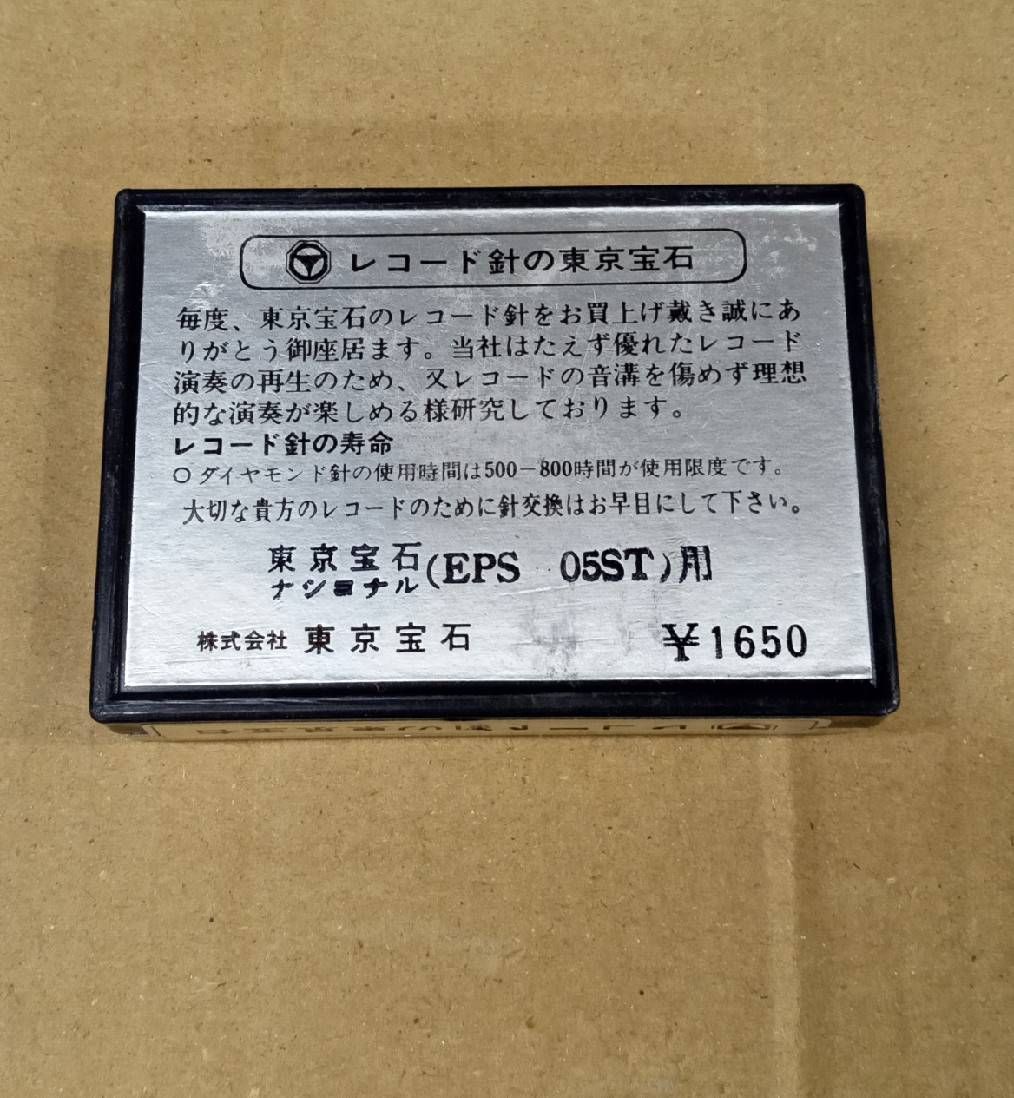 レコード針の東京宝石
毎度、東京宝石のレコード針をお買上げ戴き誠にあ
りがとう御座居ます。当社はたえず優れたレコード
演奏の再生のため、又レコードの音溝を傷めず理想
的な演奏が楽しめる様研究しております。
レコード針の寿命
○ダイヤモンド針の使用時間は500－800時間が使用限度です。
大切な貴方のレコードのために針交換はお早目にして下さい。
東京宝石
ナショナル(EPS 05ST)用
株式会社 東京宝石 ¥1650